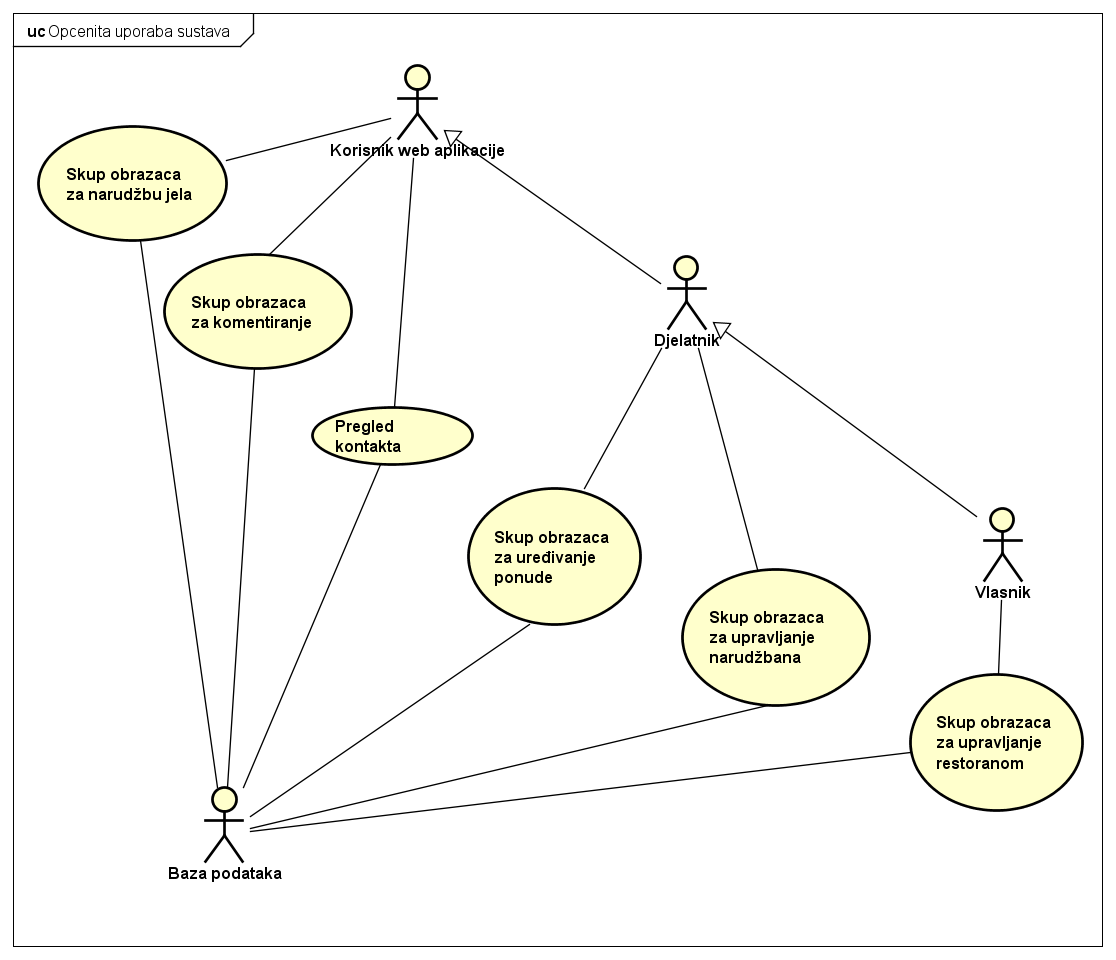 uc Opcenita uporaba sustava
Korisnik web aplikacije
Skup obrazaca
za narudžbu jela
Skup obrazaca
za komentiranje
Djelatnik
Pregled
kontakta
Skup obrazaca
za uređivanje
ponude
Vlasnik
Skup obrazaca
za upravljanje
narudžbana
Skup obrazaca
za upravljanje
restoranom
Baza podataka